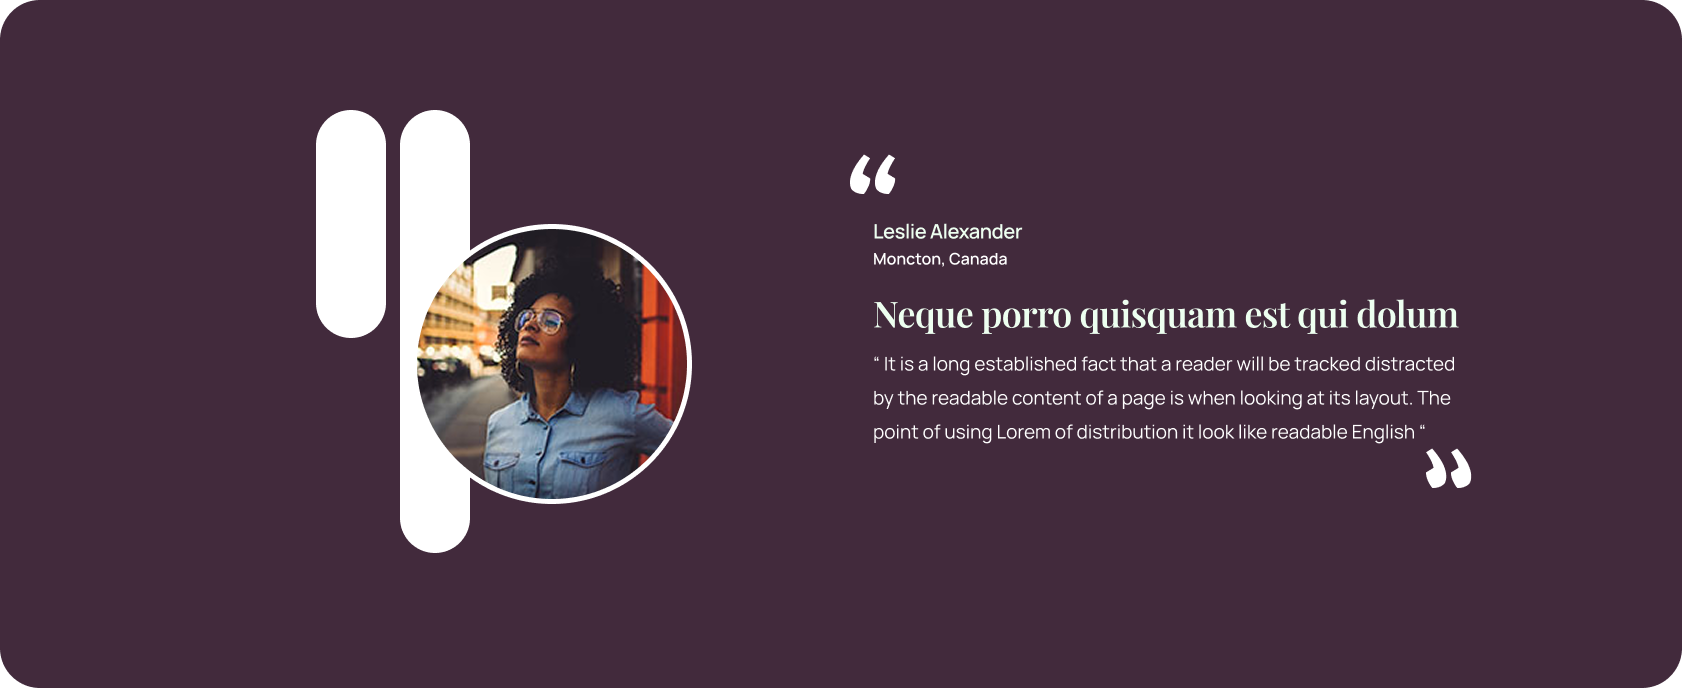 “
Leslie Alexander
Moncton, Canada
Neque porro quisquam est qui dolum
“ It is a long established fact that a reader will be tracked distracted
by the readable content of a page is when looking at its layout. The
point of using Lorem of distribution it look like readable English “
”